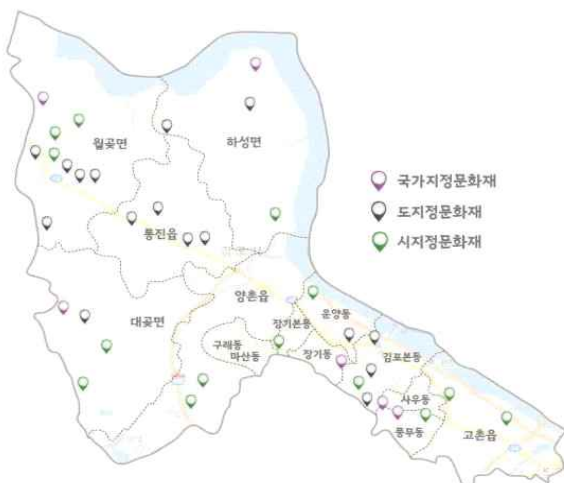 월곶면
하성면
국가지정문화재
도지정문화재
시지정문화재
통진읍
양촌읍
대곶면
운양동
장기본동
구래동
마산동
장기동
김포본동
사우동
풍무동
고촌읍